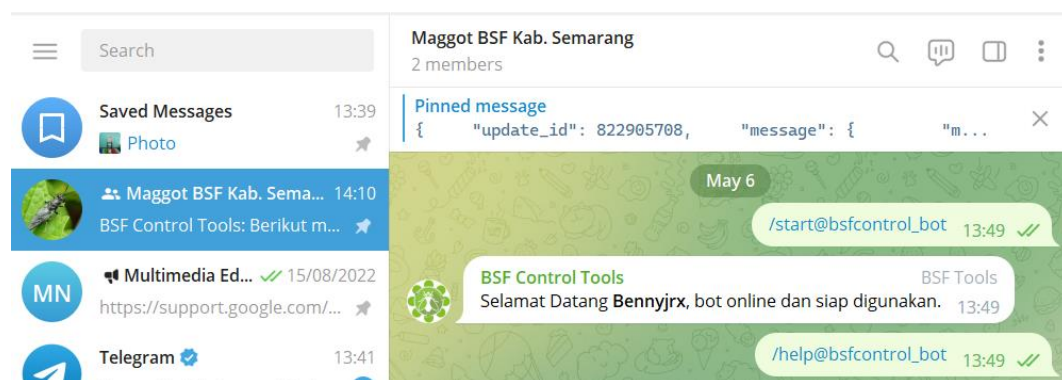 Search
Saved Messages 13:39
Photo
Maggot BSF Kab. Sema... 14:10
BSF Control Tools: Berikut m...
MN
Multimedia Ed... 15/08/2022
https://support.google.com/...
Telegram 13:41
Maggot BSF Kab. Semarang
2 members
Pinned message
{ "update_id": 822905708, "message": { "m...
May 6
/start@bsfcontrol_bot 13:49
BSF Control Tools BSF Tools
Selamat Datang Bennyjrx, bot online dan siap digunakan. 13:49
/help@bsfcontrol_bot 13:49